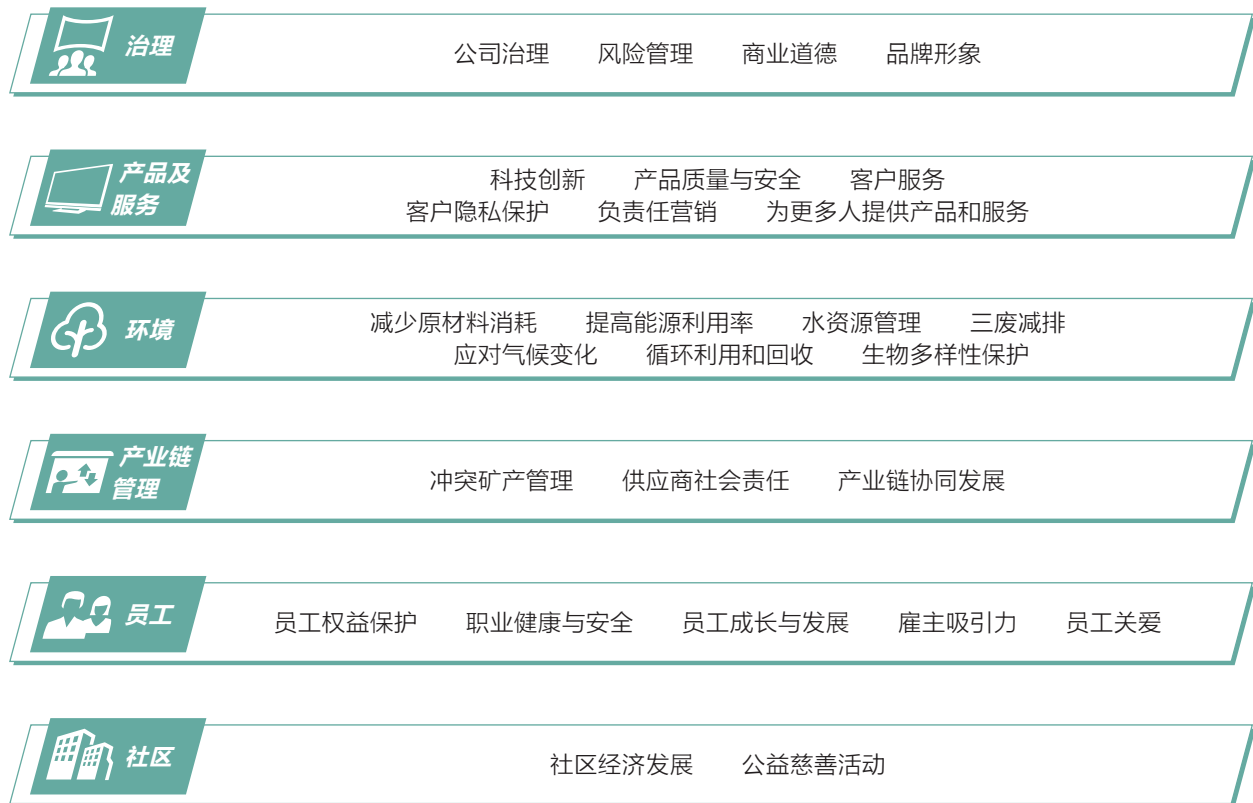 治理
公司治理 风险管理 商业道德 品牌形象
产品及
服务
科技创新 产品质量与安全 客户服务
客户隐私保护 负责任营销 为更多人提供产品和服务
环境
减少原材料消耗 提高能源利用率 水资源管理 三废减排
应对气候变化 循环利用和回收 生物多样性保护
产业链
管理
冲突矿产管理 供应商社会责任 产业链协同发展
员工
员工权益保护 职业健康与安全 员工成长与发展 雇主吸引力 员工关爱
社区
社区经济发展 公益慈善活动